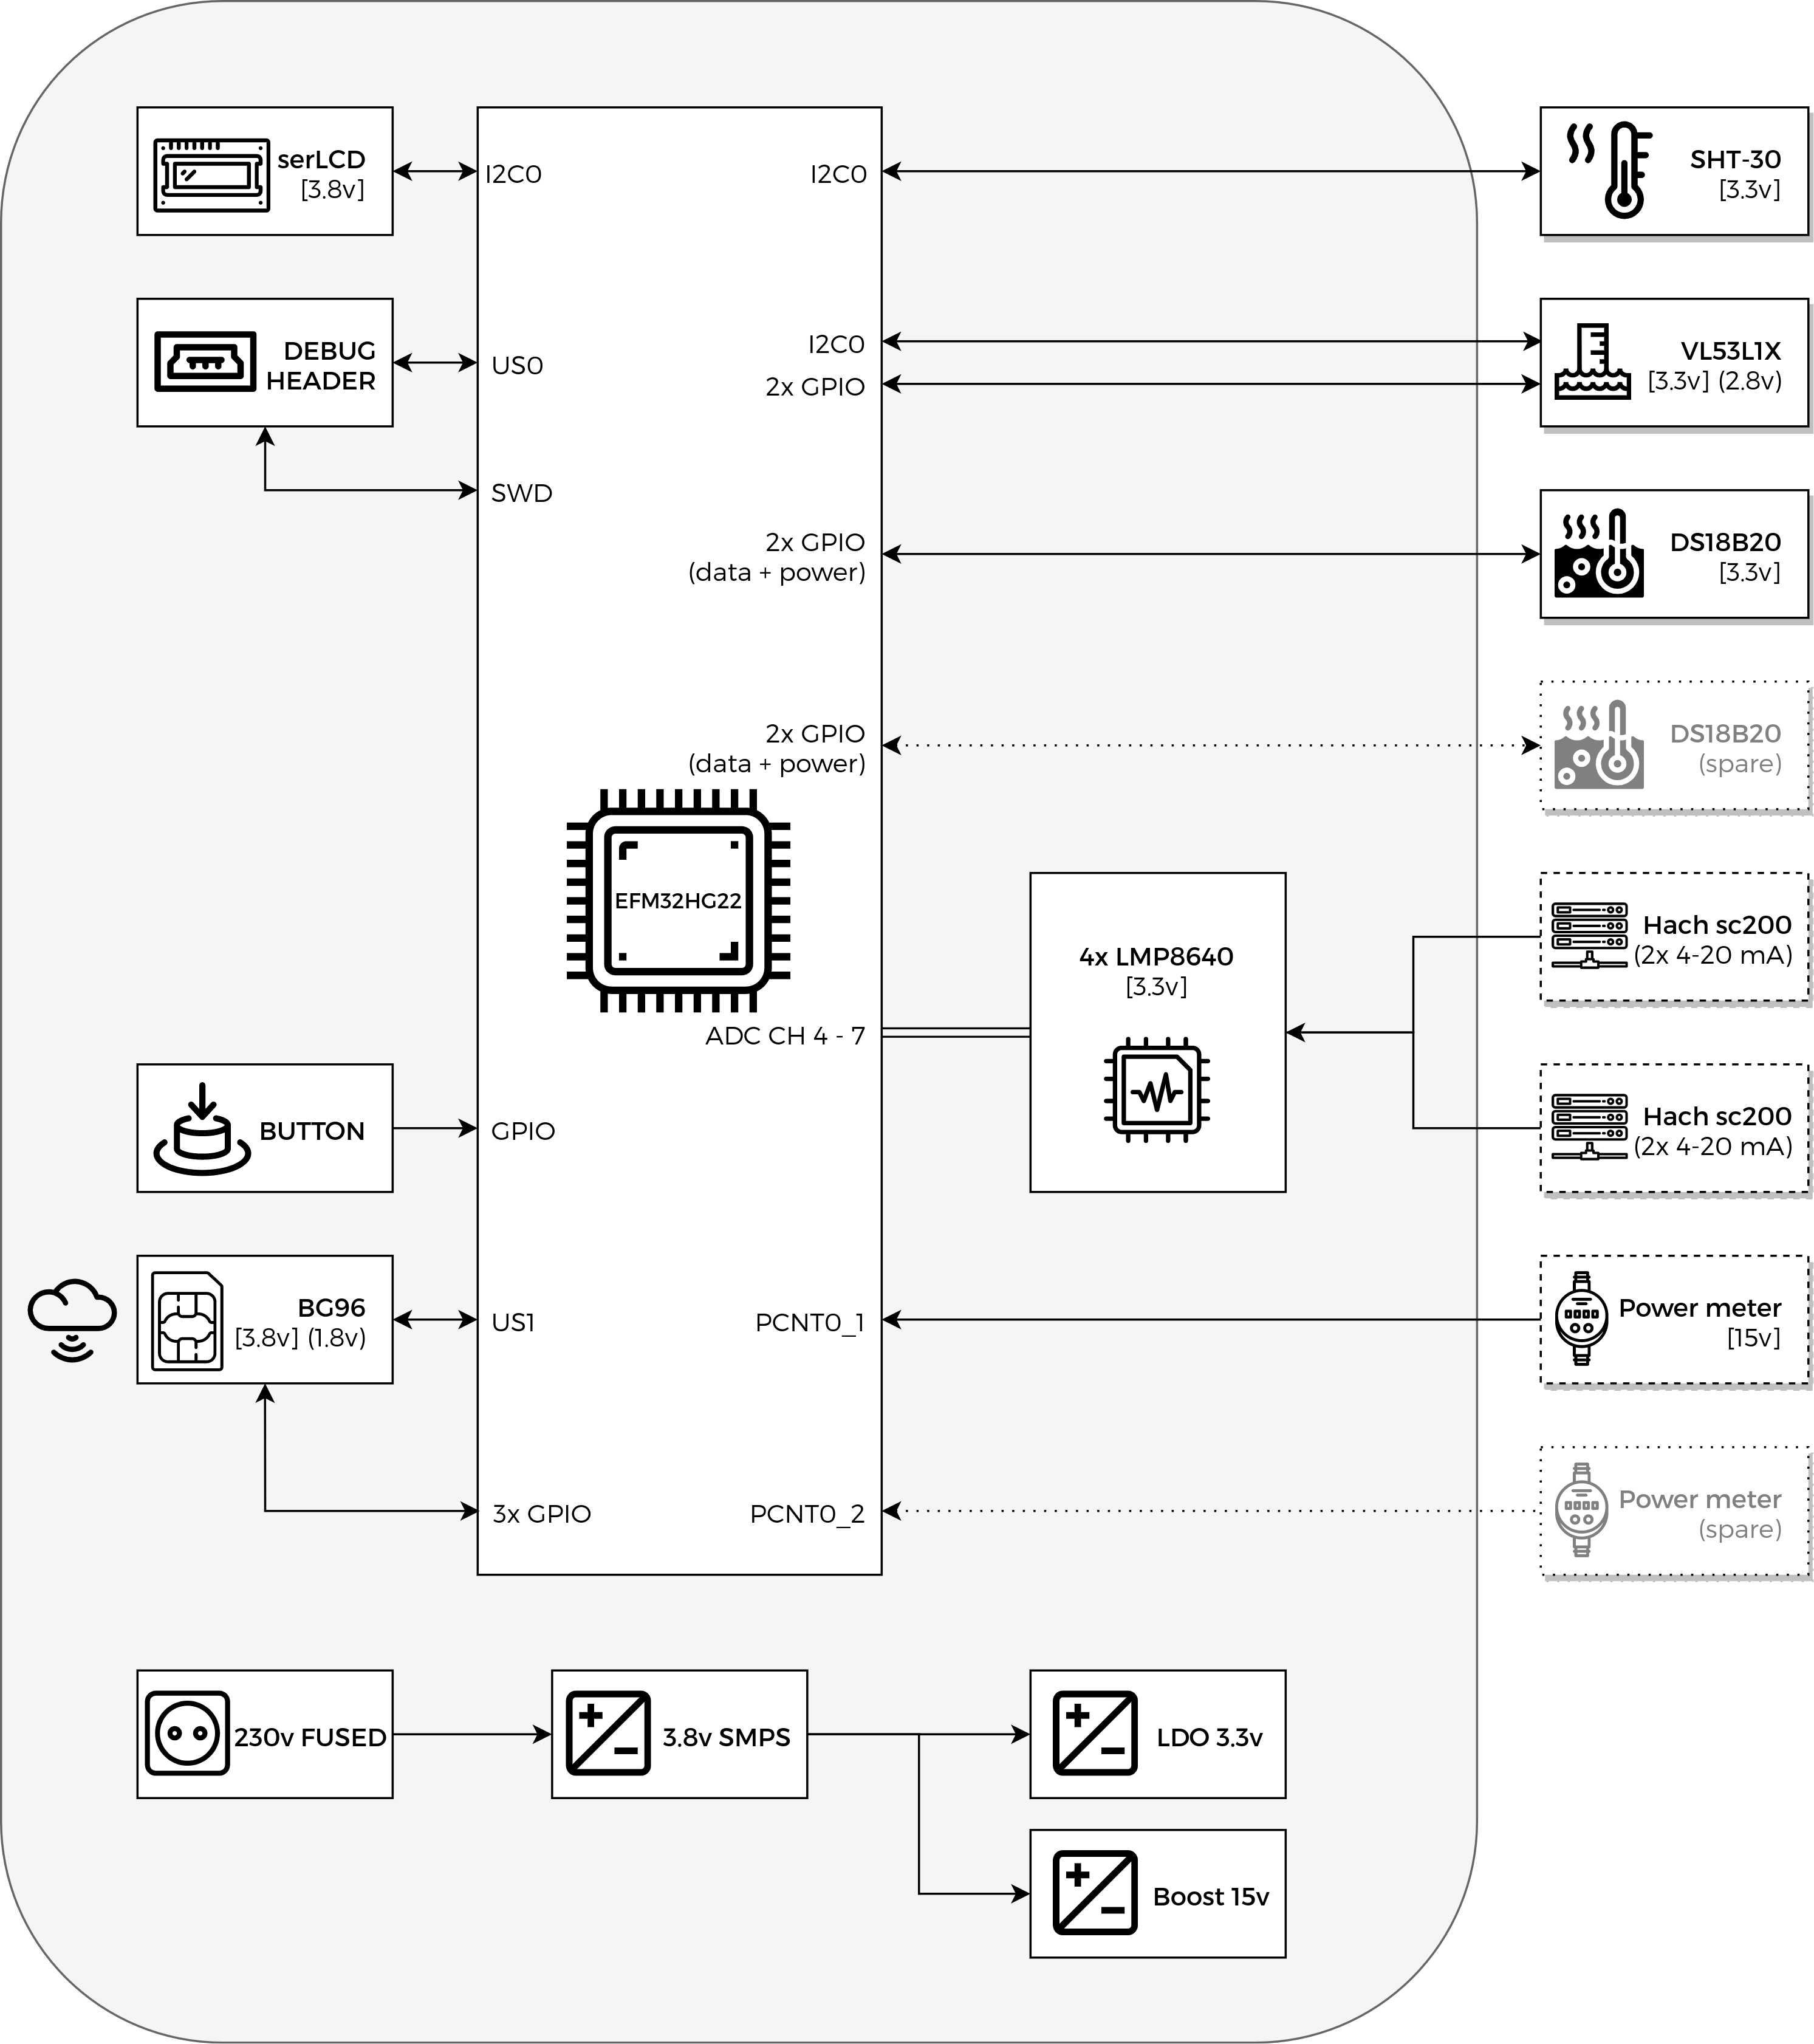 serLCD
[3.8v]
I2C0
I2C0
SHT-30
[3.3v]
DEBUG
HEADER
US0
SWD
I2C0
2x GPIO
VL53L1X
[3.3v] (2.8v)
2x GPIO
(data + power)
DS18B20
[3.3v]
2x GPIO
(data + power)
DS18B20
(spare)
EFM32HG22
ADC CH 4 - 7
4x LMP8640
[3.3v]
Hach sc200
(2x 4-20 mA)
Hach sc200
(2x 4-20 mA)
BUTTON
GPIO
BG96
[3.8v] (1.8v)
US1
PCNT0_1
Power meter
[15v]
3x GPIO
PCNT0_2
Power meter
(spare)
230v FUSED
3.8v SMPS
LDO 3.3v
Boost 15v